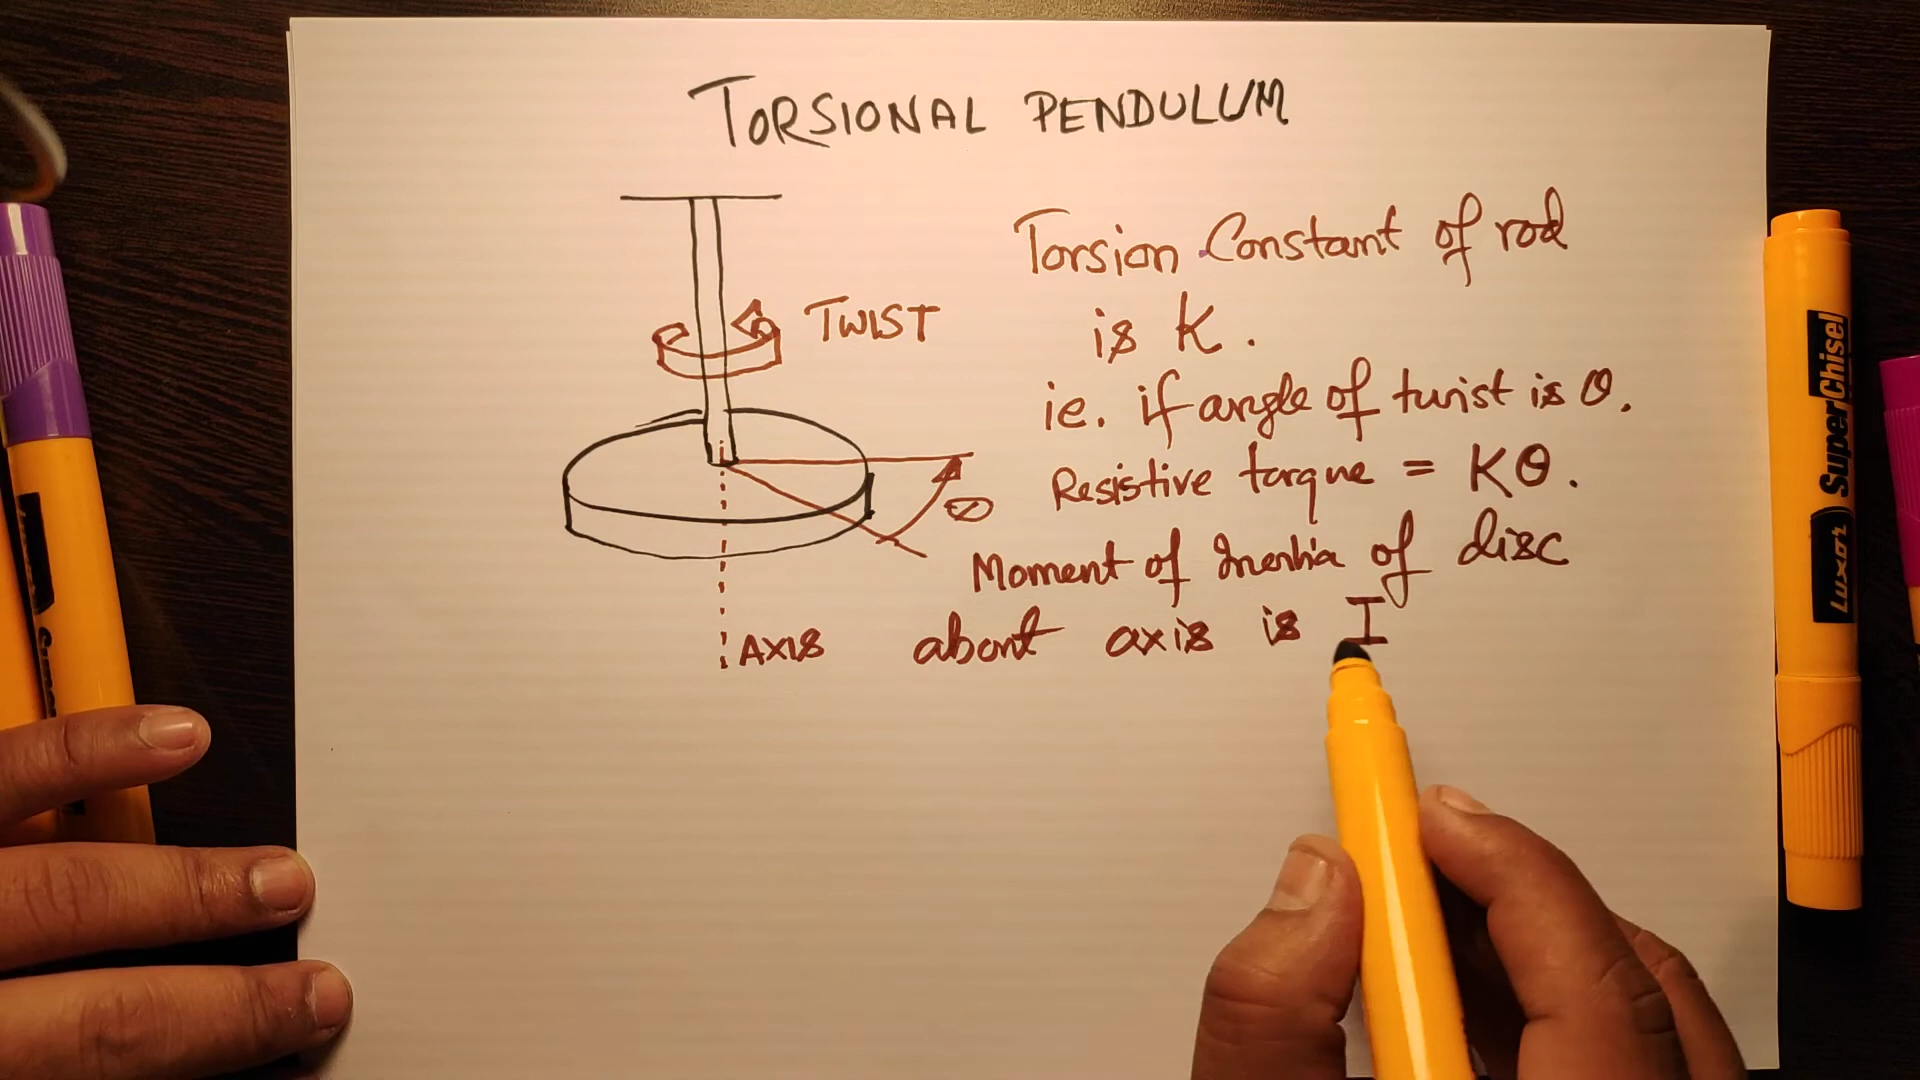 TORSIONAL PENDULUM
Torsion Constant of rod
is K.
TWIST
ie. if angle of twist is θ.
Resistive torque = Kθ.
θ
Moment of Inertia of disc
about axis is I
AXIS
Luxor SuperChisel